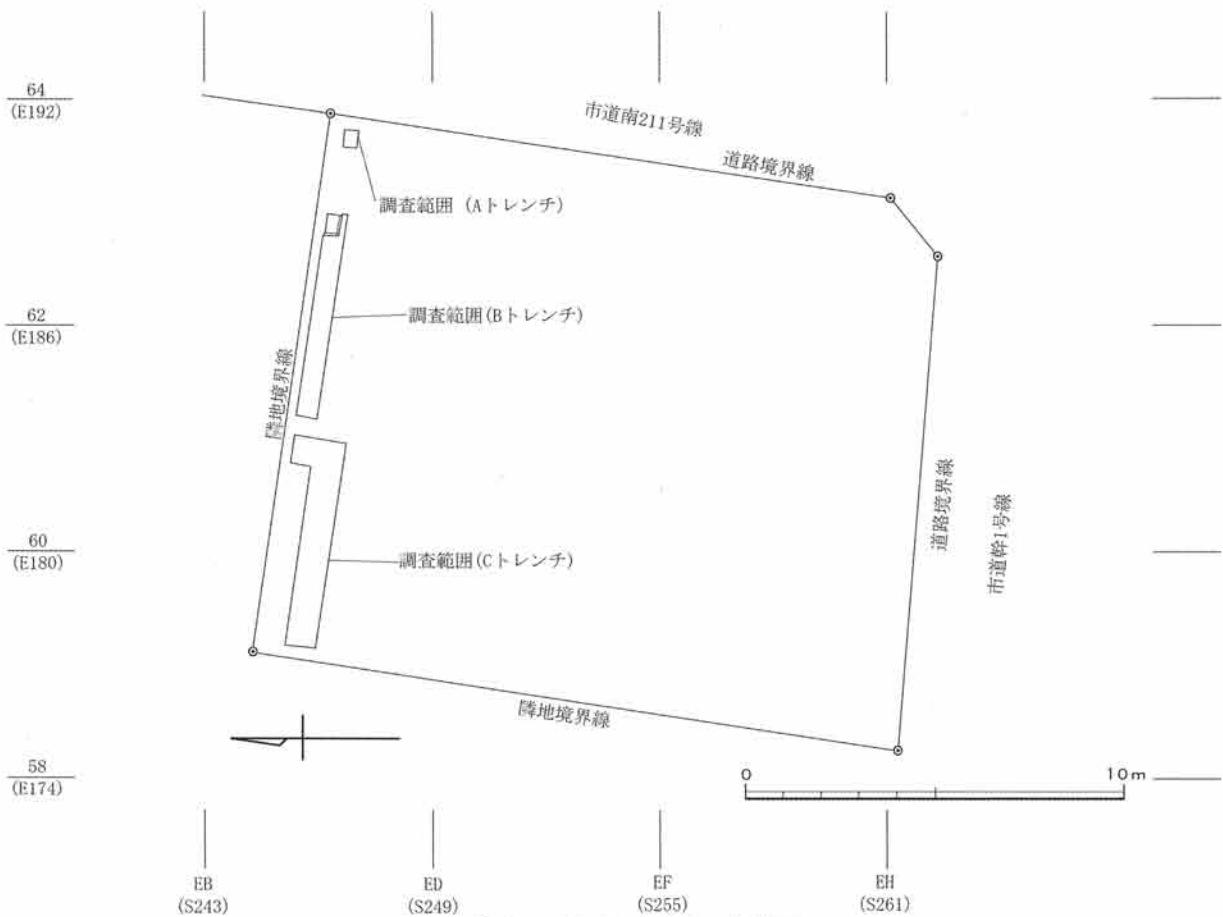 64
(E192)
市道南211号線
道路境界線
調査範囲 (Aトレンチ)
62
(E186)
調査範囲(Bトレンチ)
隣地境界線
60
(E180)
調査範囲(Cトレンチ)
道路境界線
市道幹1号線
隣地境界線
58
(E174)
0 10m
EB
(S243)
ED
(S249)
EF
(S255)
EH
(S261)